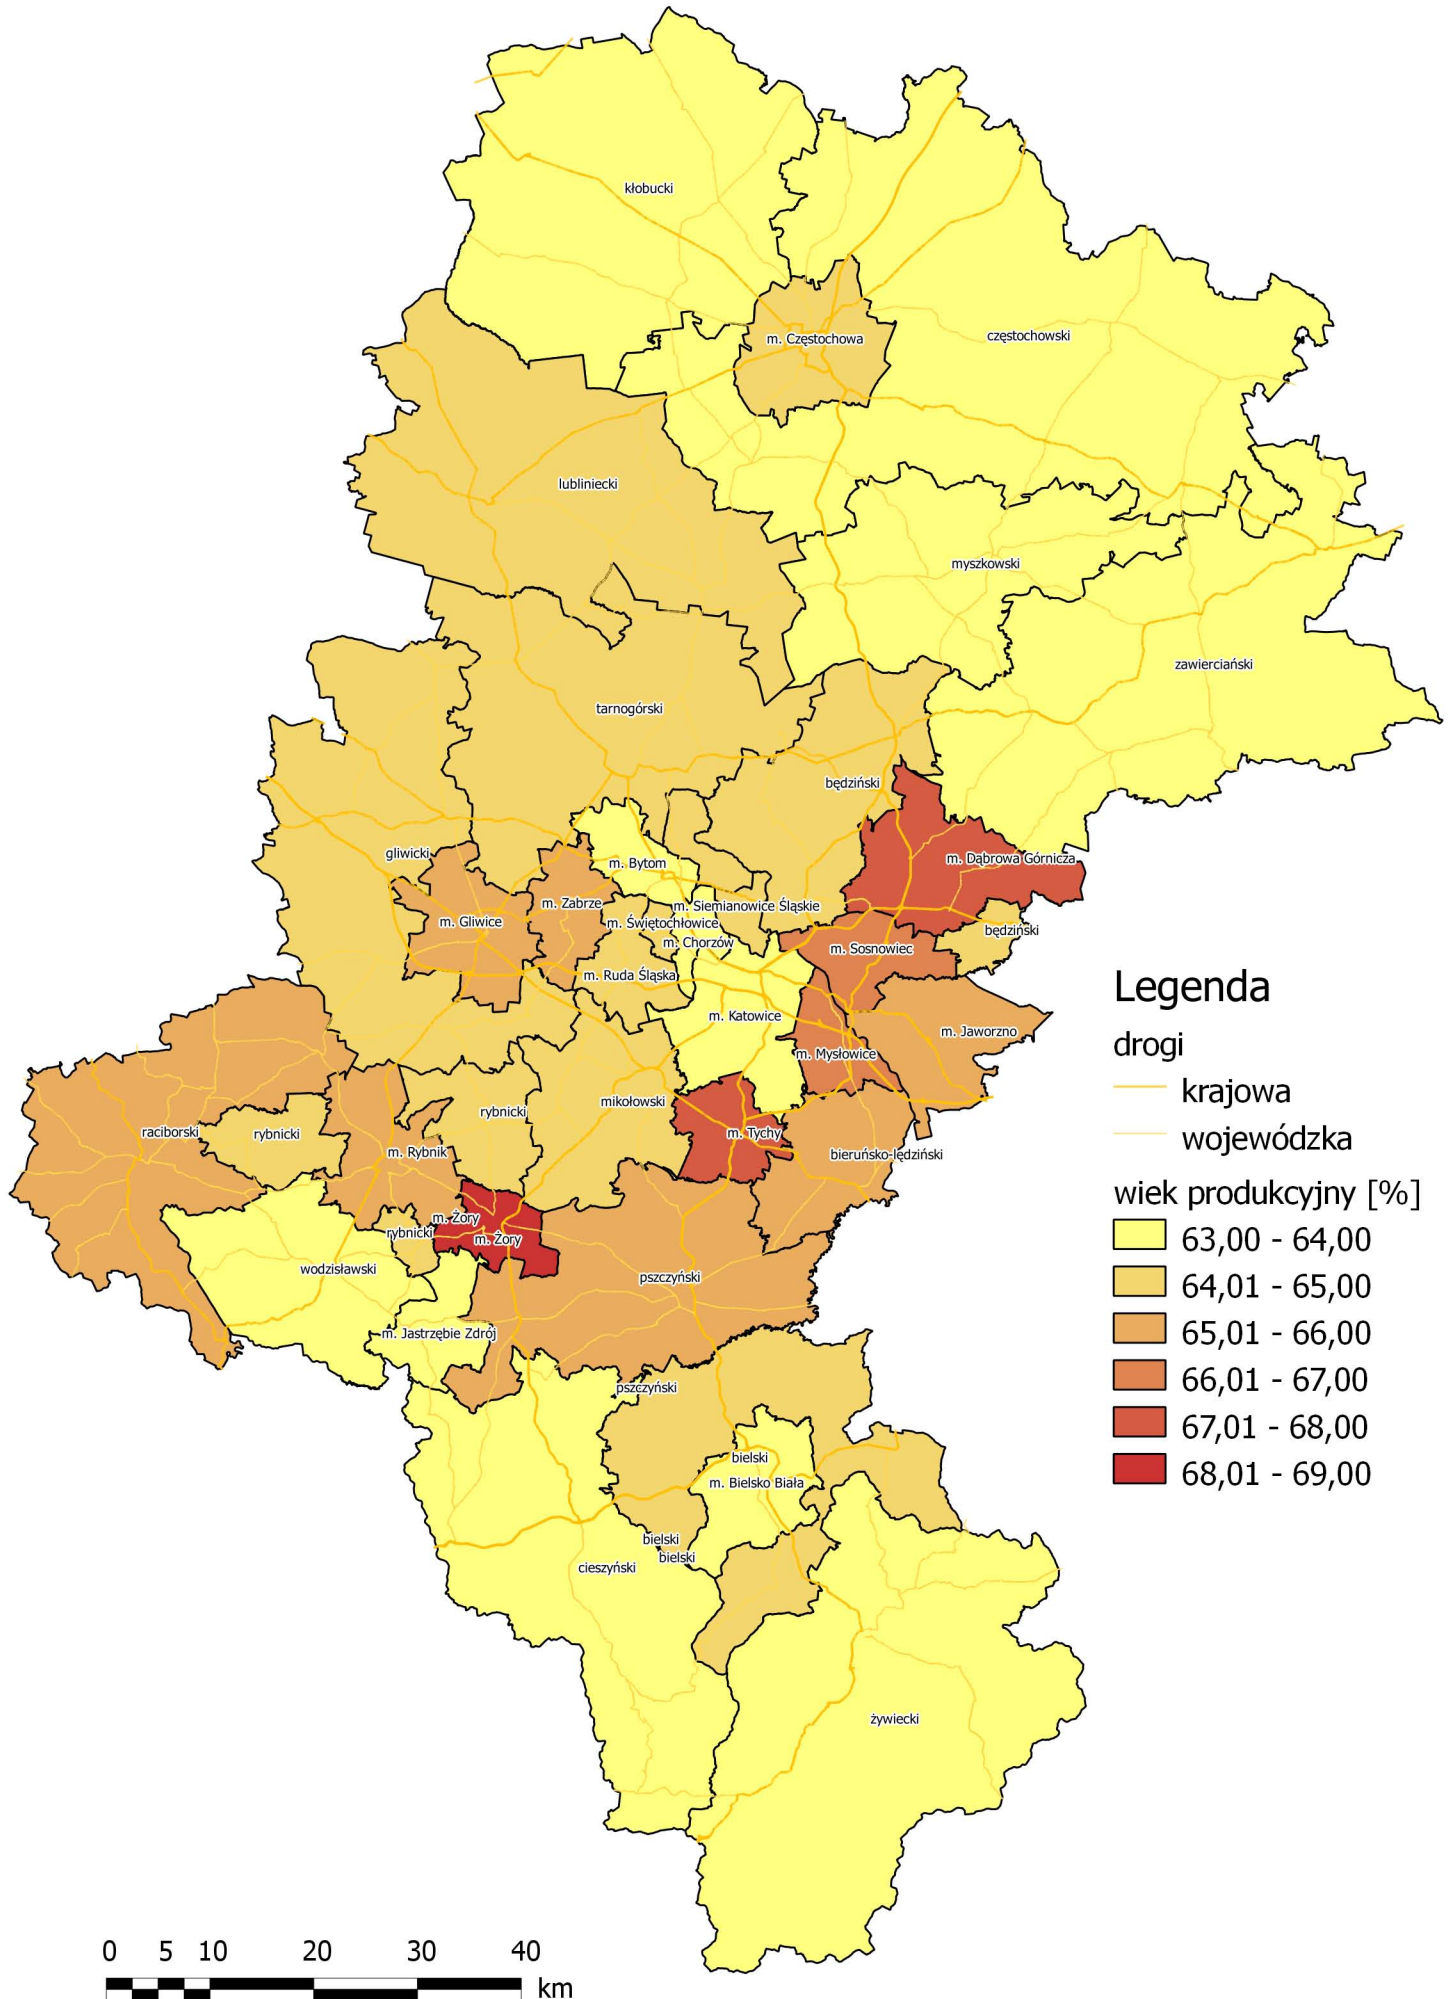 kłobucki
m. Częstochowa
częstochowski
lubliniecki
myszkowski
zawierciański
tarnogórski
będziński
gliwicki
m. Bytom
m. Dąbrowa Górnicza
m. Zabrze
m. Siemianowice Śląskie
m. Gliwice
m. Świętochłowice
będziński
m. Chorzów
m. Sosnowiec
m. Ruda Śląska
m. Katowice
m. Jaworzno
m. Mysłowice
mikołowski
rybnicki
raciborski
rybnicki
m. Tychy
m. Rybnik
bieruńsko-lędziński
m. Żory
rybnicki
m. Żory
wodzisławski
pszczyński
m. Jastrzębie Zdrój
pszczyński
bielski
m. Bielsko Biała
bielski
bielski
cieszyński
żywiecki
Legenda
drogi
krajowa
wojewódzka
wiek produkcyjny [%]
63,00 - 64,00
64,01 - 65,00
65,01 - 66,00
66,01 - 67,00
67,01 - 68,00
68,01 - 69,00
0 5 10 20 30 40
km